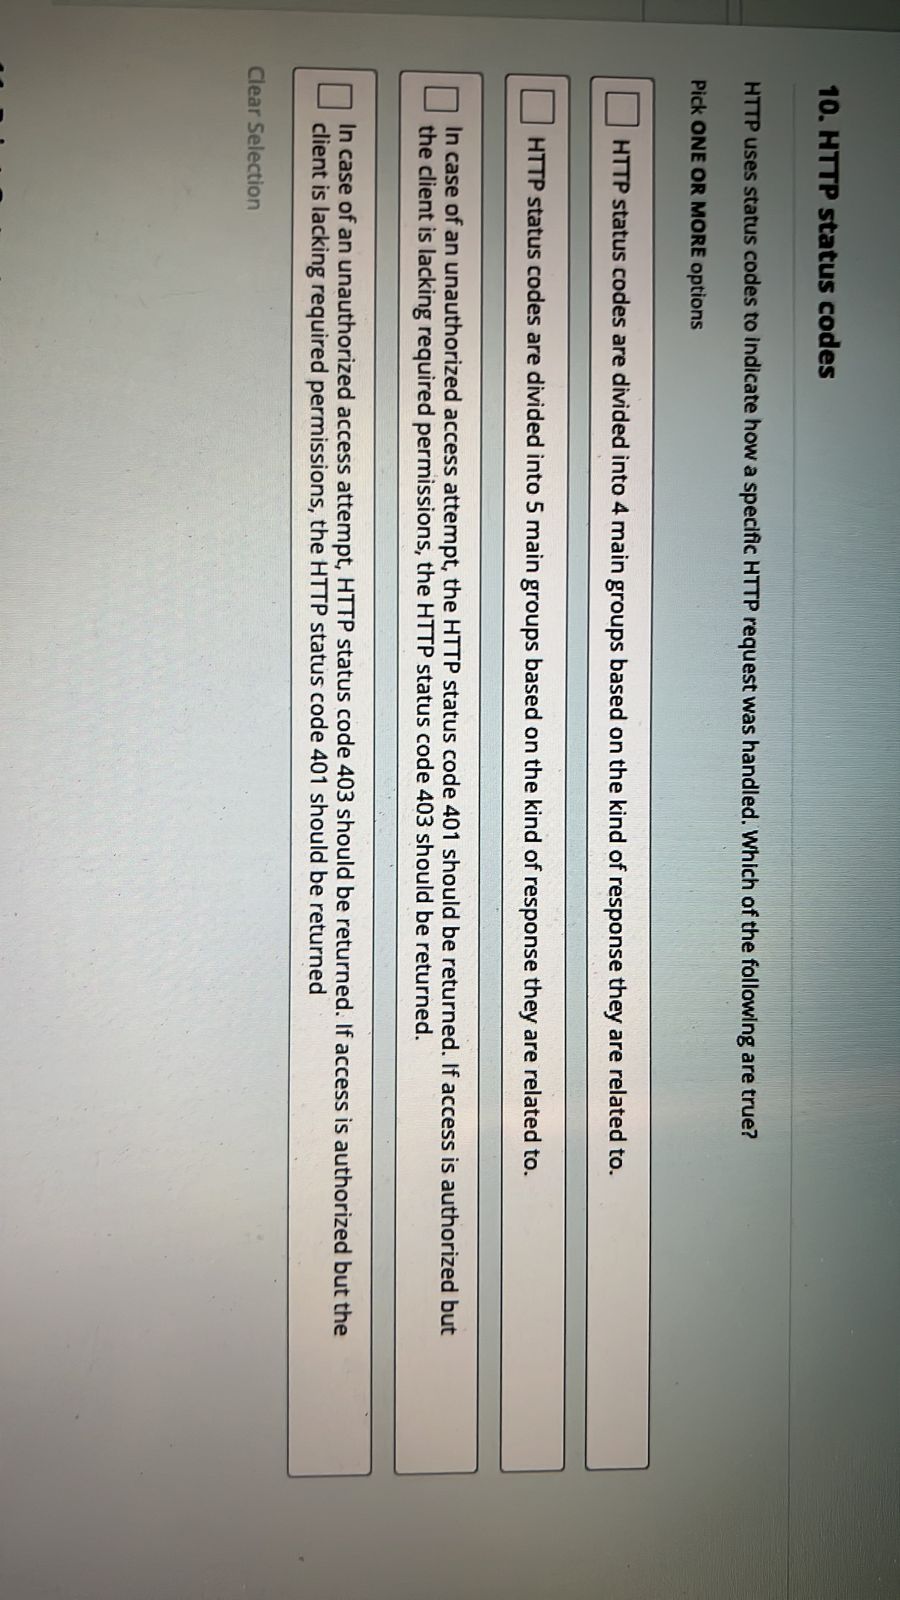 10. HTTP status codes
HTTP uses status codes to indicate how a specific HTTP request was handled. Which of the following are true?
Pick ONE OR MORE options
HTTP status codes are divided into 4 main groups based on the kind of response they are related to.
HTTP status codes are divided into 5 main groups based on the kind of response they are related to.
In case of an unauthorized access attempt, the HTTP status code 401 should be returned. If access is authorized but
the client is lacking required permissions, the HTTP status code 403 should be returned.
In case of an unauthorized access attempt, HTTP status code 403 should be returned. If access is authorized but the
client is lacking required permissions, the HTTP status code 401 should be returned
Clear Selection